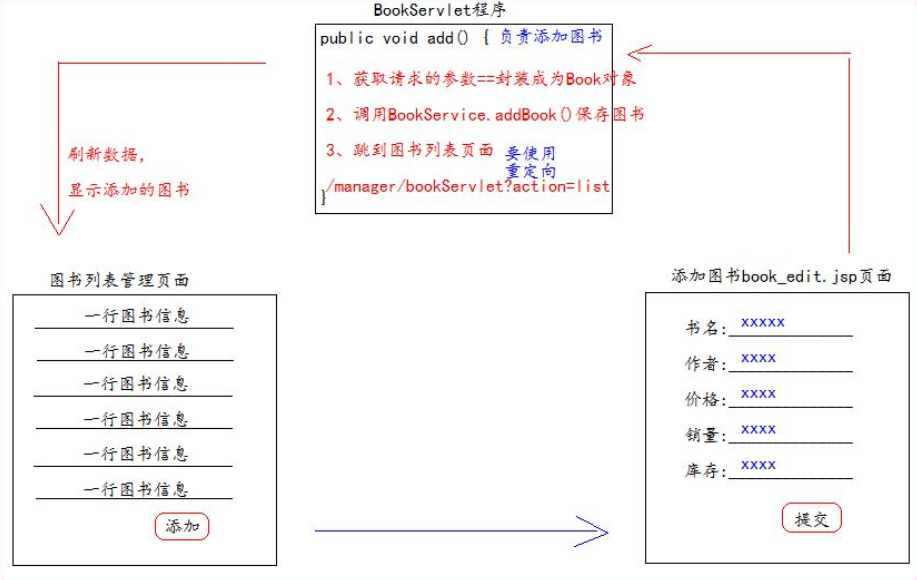 BookServlet程序
public void add() { 负责添加图书
1、获取请求的参数==封装成为Book对象
2、调用BookService.addBook()保存图书
3、跳到图书列表页面 要使用
重定向
/manager/bookServlet?action=list
}
刷新数据，
显示添加的图书
图书列表管理页面
一行图书信息
一行图书信息
一行图书信息
一行图书信息
一行图书信息
一行图书信息
添加
添加图书book_edit.jsp页面
书名:xxxxx
作者:xxxx
价格:xxxx
销量:xxxx
库存:xxxx
提交